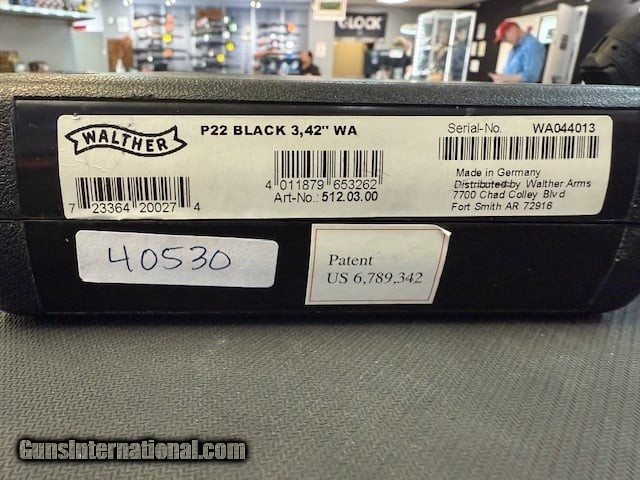 GLOCK
WALTHER
P22 BLACK 3,42" WA
Serial-No. WA044013
7 23364 20027 4
4 011879 653262
Art-No.: 512.03.00
Made in Germany
Distributed by Walther Arms
7700 Chad Colley Blvd
Fort Smith AR 72916
40530
Patent
US 6,789,342
GunsInternational.com